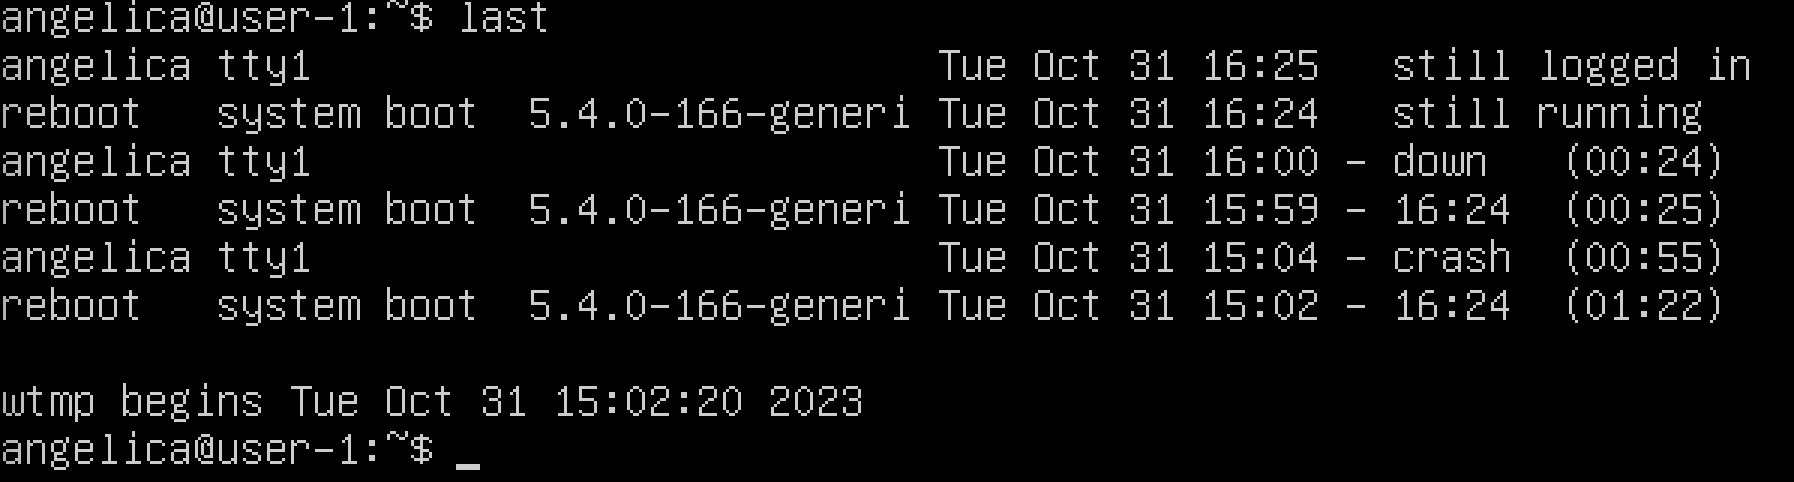 angelica@user-1:~$ last
angelica tty1                          Tue Oct 31 16:25   still logged in
reboot   system boot  5.4.0-166-generi Tue Oct 31 16:24   still running
angelica tty1                          Tue Oct 31 16:00 - down   (00:24)
reboot   system boot  5.4.0-166-generi Tue Oct 31 15:59 - 16:24  (00:25)
angelica tty1                          Tue Oct 31 15:04 - crash  (00:55)
reboot   system boot  5.4.0-166-generi Tue Oct 31 15:02 - 16:24  (01:22)

wtmp begins Tue Oct 31 15:02:20 2023
angelica@user-1:~$ _